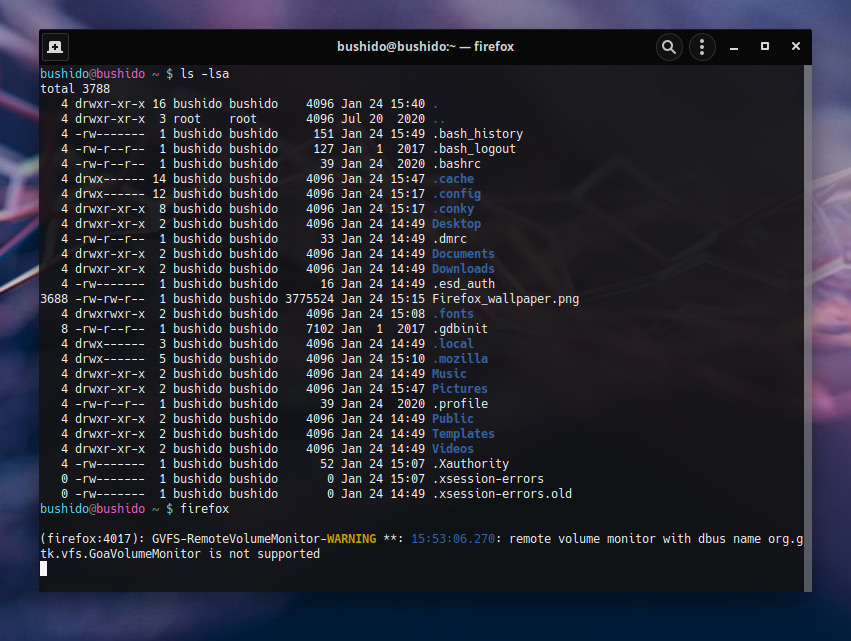 bushido@bushido:~ — firefox
bushido@bushido ~ $ ls -lsa
total 3788
   4 drwxr-xr-x 16 bushido bushido    4096 Jan 24 15:40 .
   4 drwxr-xr-x  3 root    root       4096 Jul 20  2020 ..
   4 -rw-------  1 bushido bushido     151 Jan 24 15:49 .bash_history
   4 -rw-r--r--  1 bushido bushido     127 Jan  1  2017 .bash_logout
   4 -rw-r--r--  1 bushido bushido      39 Jan 24  2020 .bashrc
   4 drwx------ 14 bushido bushido    4096 Jan 24 15:47 .cache
   4 drwx------ 12 bushido bushido    4096 Jan 24 15:17 .config
   4 drwxr-xr-x  8 bushido bushido    4096 Jan 24 15:17 .conky
   4 drwxr-xr-x  2 bushido bushido    4096 Jan 24 14:49 Desktop
   4 -rw-r--r--  1 bushido bushido      33 Jan 24 14:49 .dmrc
   4 drwxr-xr-x  2 bushido bushido    4096 Jan 24 14:49 Documents
   4 drwxr-xr-x  2 bushido bushido    4096 Jan 24 14:49 Downloads
   4 -rw-------  1 bushido bushido      16 Jan 24 14:49 .esd_auth
3688 -rw-rw-r--  1 bushido bushido 3775524 Jan 24 15:15 Firefox_wallpaper.png
   4 drwxrwxr-x  2 bushido bushido    4096 Jan 24 15:08 .fonts
   8 -rw-r--r--  1 bushido bushido    7102 Jan  1  2017 .gdbinit
   4 drwx------  3 bushido bushido    4096 Jan 24 14:49 .local
   4 drwx------  5 bushido bushido    4096 Jan 24 15:10 .mozilla
   4 drwxr-xr-x  2 bushido bushido    4096 Jan 24 14:49 Music
   4 drwxr-xr-x  2 bushido bushido    4096 Jan 24 15:47 Pictures
   4 -rw-r--r--  1 bushido bushido      39 Jan 24  2020 .profile
   4 drwxr-xr-x  2 bushido bushido    4096 Jan 24 14:49 Public
   4 drwxr-xr-x  2 bushido bushido    4096 Jan 24 14:49 Templates
   4 drwxr-xr-x  2 bushido bushido    4096 Jan 24 14:49 Videos
   4 -rw-------  1 bushido bushido      52 Jan 24 15:07 .Xauthority
   0 -rw-------  1 bushido bushido       0 Jan 24 15:07 .xsession-errors
   0 -rw-------  1 bushido bushido       0 Jan 24 14:49 .xsession-errors.old
bushido@bushido ~ $ firefox
(firefox:4017): GVFS-RemoteVolumeMonitor-WARNING **: 15:53:06.270: remote volume monitor with dbus name org.g
tk.vfs.GoaVolumeMonitor is not supported